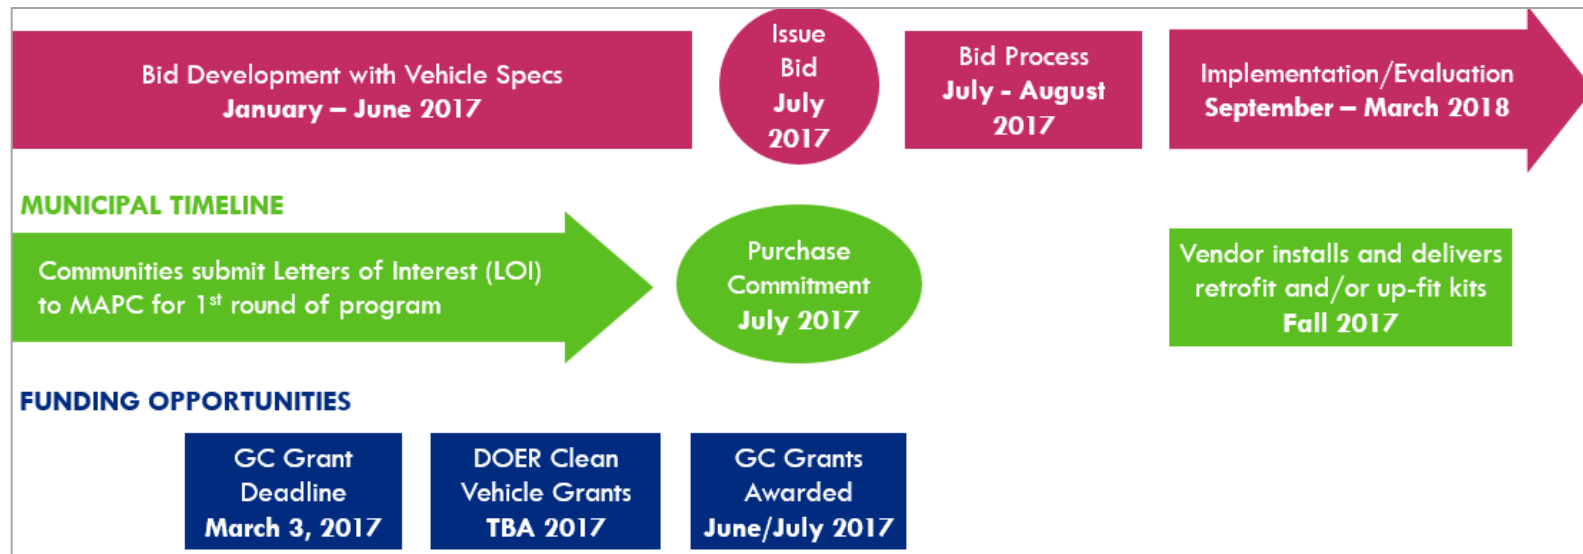 Bid Development with Vehicle Specs
January – June 2017
Issue
Bid
July
2017
Bid Process
July - August
2017
Implementation/Evaluation
September – March 2018
MUNICIPAL TIMELINE
Communities submit Letters of Interest (LOI)
to MAPC for 1st round of program
Purchase
Commitment
July 2017
Vendor installs and delivers
retrofit and/or up-fit kits
Fall 2017
FUNDING OPPORTUNITIES
GC Grant
Deadline
March 3, 2017
DOER Clean
Vehicle Grants
TBA 2017
GC Grants
Awarded
June/July 2017